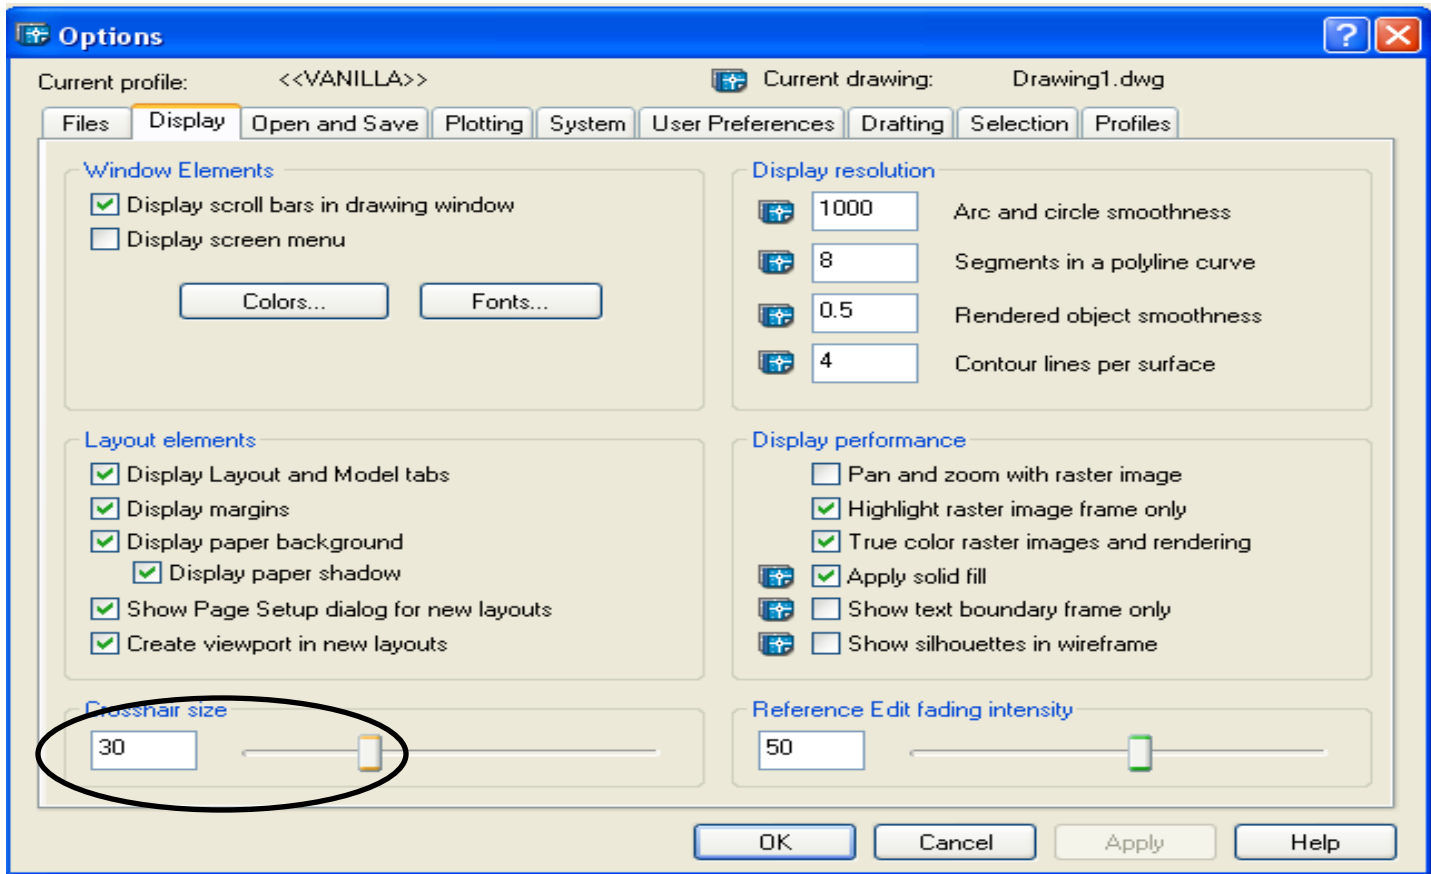 Options
Current profile: <<VANILLA>> Current drawing: Drawing1.dwg
Files Display Open and Save Plotting System User Preferences Drafting Selection Profiles
Window Elements
Display scroll bars in drawing window
Display screen menu
Colors... Fonts...
Display resolution
1000 Arc and circle smoothness
8 Segments in a polyline curve
0.5 Rendered object smoothness
4 Contour lines per surface
Layout elements
Display Layout and Model tabs
Display margins
Display paper background
Display paper shadow
Show Page Setup dialog for new layouts
Create viewport in new layouts
Display performance
Pan and zoom with raster image
Highlight raster image frame only
True color raster images and rendering
Apply solid fill
Show text boundary frame only
Show silhouettes in wireframe
Crosshair size
30
Reference Edit fading intensity
50
OK Cancel Apply Help